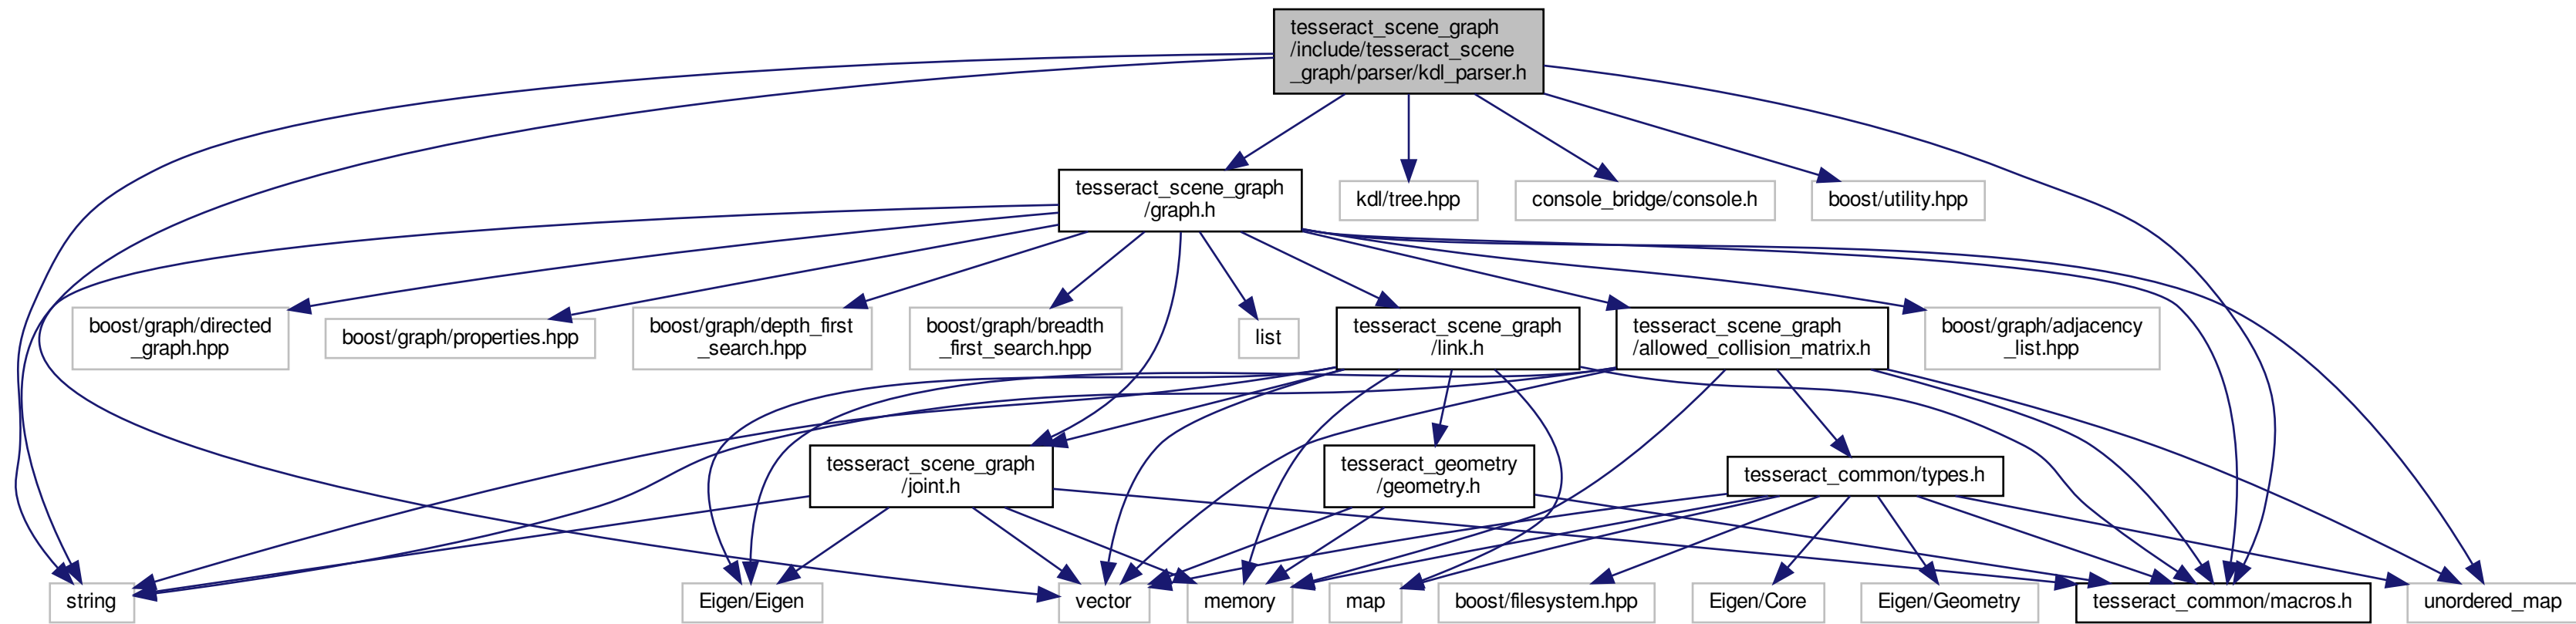 tesseract_scene_graph
/include/tesseract_scene
_graph/parser/kdl_parser.h
tesseract_scene_graph
/graph.h
kdl/tree.hpp
console_bridge/console.h
boost/utility.hpp
boost/graph/directed
_graph.hpp
boost/graph/properties.hpp
boost/graph/depth_first
_search.hpp
boost/graph/breadth
_first_search.hpp
list
tesseract_scene_graph
/link.h
tesseract_scene_graph
/allowed_collision_matrix.h
boost/graph/adjacency
_list.hpp
tesseract_scene_graph
/joint.h
tesseract_geometry
/geometry.h
tesseract_common/types.h
string
Eigen/Eigen
vector
memory
map
boost/filesystem.hpp
Eigen/Core
Eigen/Geometry
tesseract_common/macros.h
unordered_map